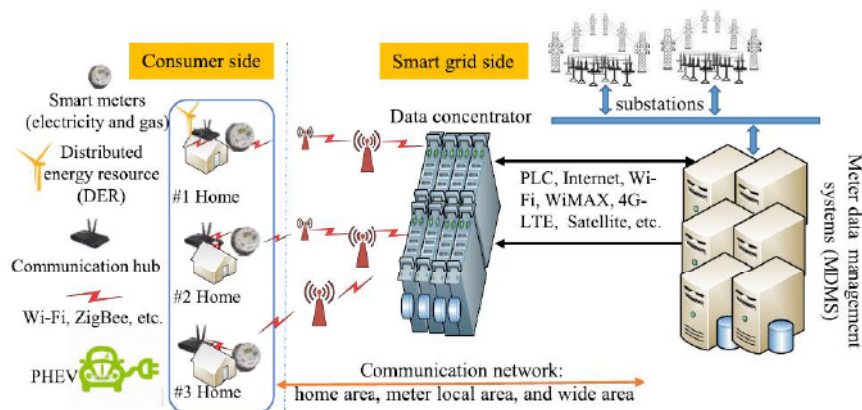 Consumer side
Smart meters
(electricity and gas)
Distributed
energy resource
(DER)
Communication hub
Wi-Fi, ZigBee, etc.
PHEV
#1 Home
#2 Home
#3 Home
Smart grid side
Data concentrator
substations
PLC, Internet, Wi-
Fi, WiMAX, 4G-
LTE, Satellite, etc.
Meter data management
systems (MDMS)
Communication network:
home area, meter local area, and wide area